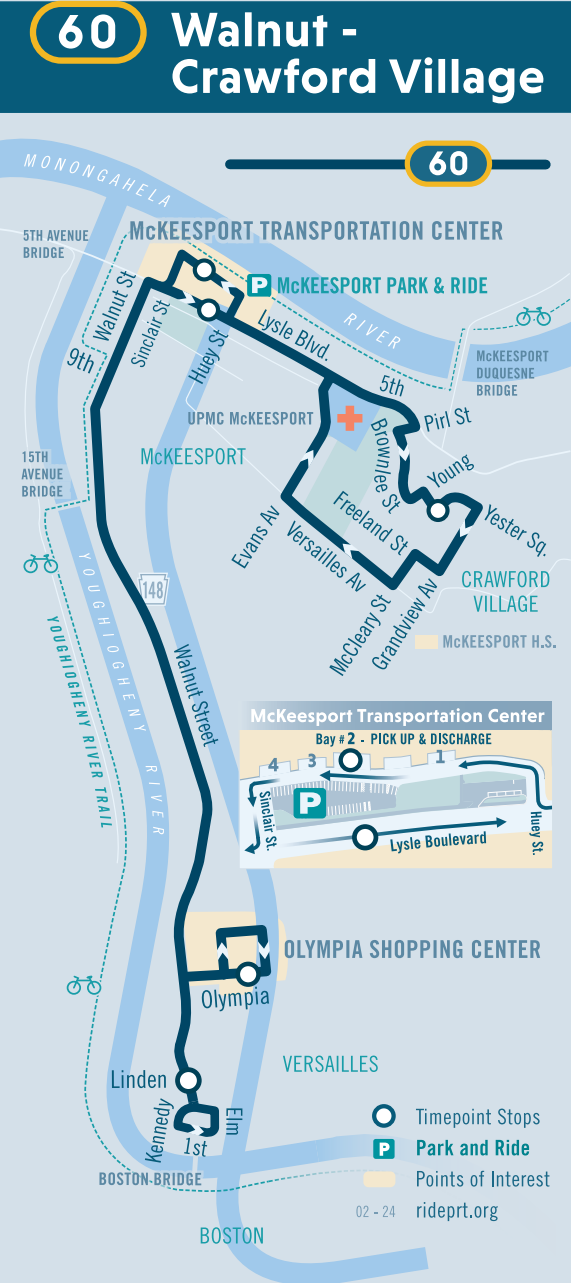 60
Walnut -
Crawford Village
60
MONONGAHELA
RIVER
5TH AVENUE
BRIDGE
McKEESPORT TRANSPORTATION CENTER
P McKEESPORT PARK & RIDE
Walnut St
Sinclair St
Huey St
Lysle Blvd.
9th
5th
McKEESPORT
DUQUESNE
BRIDGE
UPMC McKEESPORT
Pirl St
Brownlee St
McKEESPORT
15TH
AVENUE
BRIDGE
Young
Yester Sq.
Evans Av
Versailles Av
Freeland St
McCleary St
Grandview Av
CRAWFORD
VILLAGE
McKEESPORT H.S.
148
YOUGHIOGHENY RIVER
YOUGHIOGHENY RIVER TRAIL
Walnut Street
McKeesport Transportation Center
Bay # 2 - PICK UP & DISCHARGE
4
3
1
P
Sinclair St.
Lysle Boulevard
Huey St.
OLYMPIA SHOPPING CENTER
Olympia
VERSAILLES
Linden
Kennedy
Elm
1st
BOSTON BRIDGE
BOSTON
Timepoint Stops
P Park and Ride
Points of Interest
02 - 24 rideprt.org